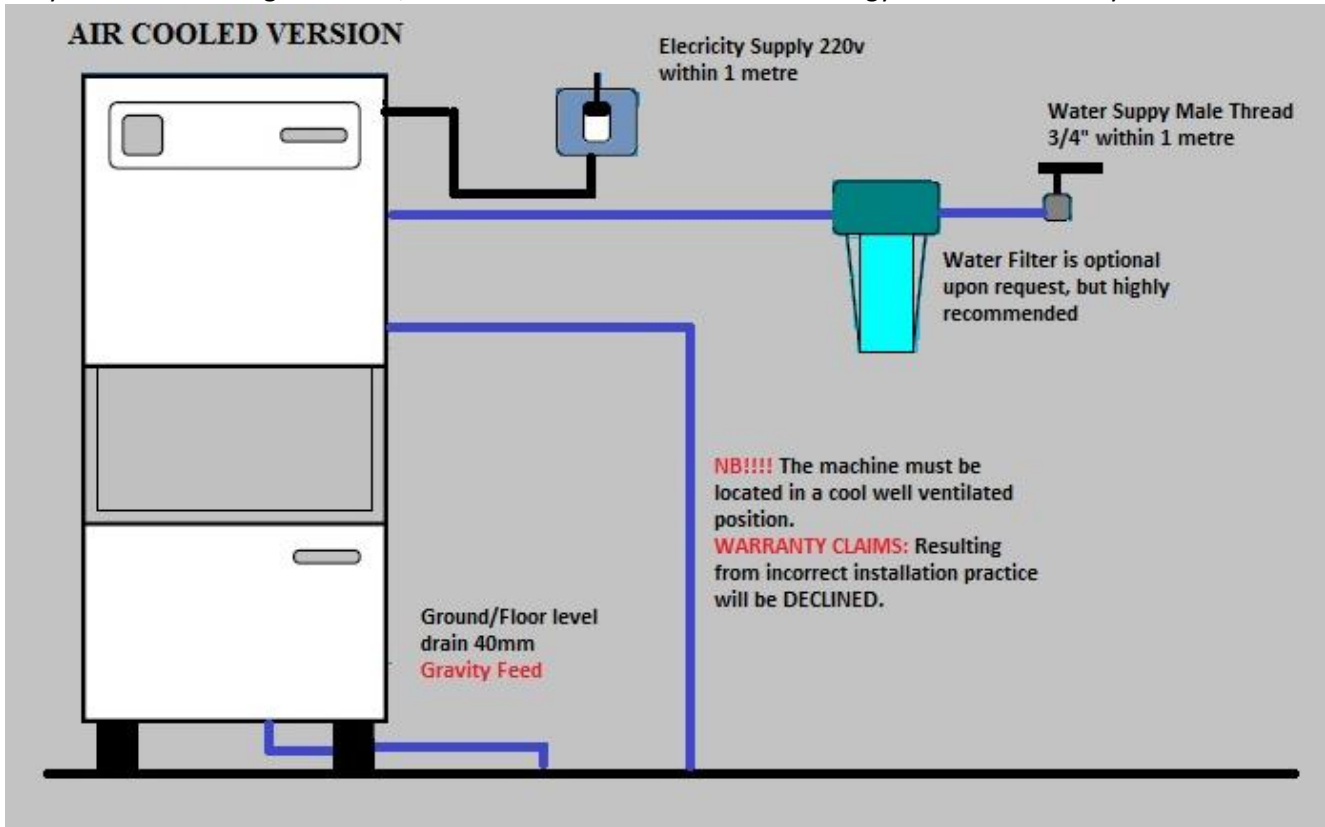 AIR COOLED VERSION
Elecricity Supply 220v
within 1 metre
Water Suppy Male Thread
3/4" within 1 metre
Water Filter is optional
upon request, but highly
recommended
NB!!!! The machine must be
located in a cool well ventilated
position.
WARRANTY CLAIMS: Resulting
from incorrect installation practice
will be DECLINED.
Ground/Floor level
drain 40mm
Gravity Feed